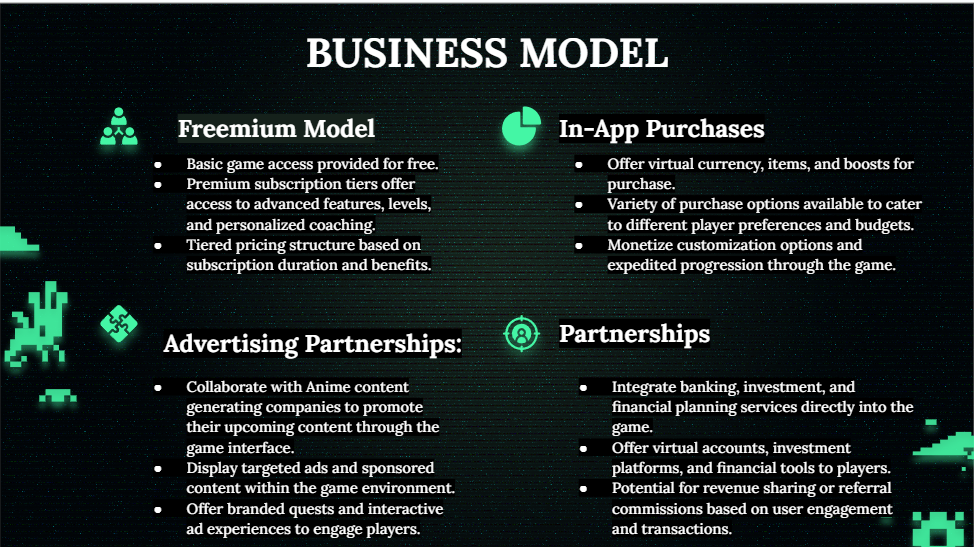 BUSINESS MODEL
Freemium Model
• Basic game access provided for free.
• Premium subscription tiers offer
access to advanced features, levels,
and personalized coaching.
• Tiered pricing structure based on
subscription duration and benefits.
In-App Purchases
• Offer virtual currency, items, and boosts for
purchase.
• Variety of purchase options available to cater
to different player preferences and budgets.
• Monetize customization options and
expedited progression through the game.
Advertising Partnerships:
• Collaborate with Anime content
generating companies to promote
their upcoming content through the
game interface.
• Display targeted ads and sponsored
content within the game environment.
• Offer branded quests and interactive
ad experiences to engage players.
Partnerships
• Integrate banking, investment, and
financial planning services directly into the
game.
• Offer virtual accounts, investment
platforms, and financial tools to players.
• Potential for revenue sharing or referral
commissions based on user engagement
and transactions.